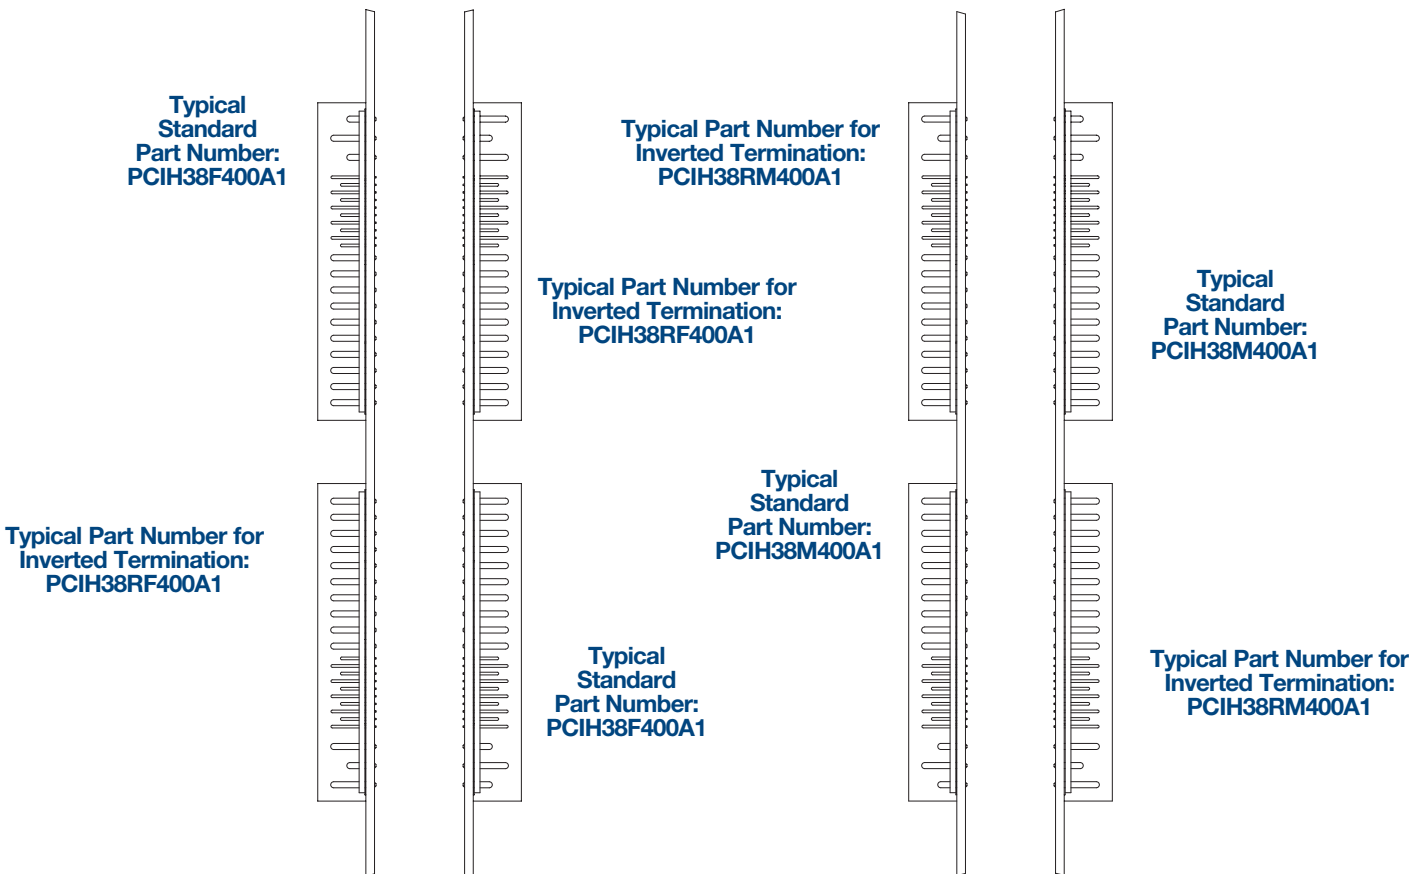 Typical
Standard
Part Number:
PCIH38F400A1
Typical Part Number for
Inverted Termination:
PCIH38RM400A1
Typical Part Number for
Inverted Termination:
PCIH38RF400A1
Typical
Standard
Part Number:
PCIH38M400A1
Typical
Standard
Part Number:
PCIH38M400A1
Typical Part Number for
Inverted Termination:
PCIH38RF400A1
Typical
Standard
Part Number:
PCIH38F400A1
Typical Part Number for
Inverted Termination:
PCIH38RM400A1